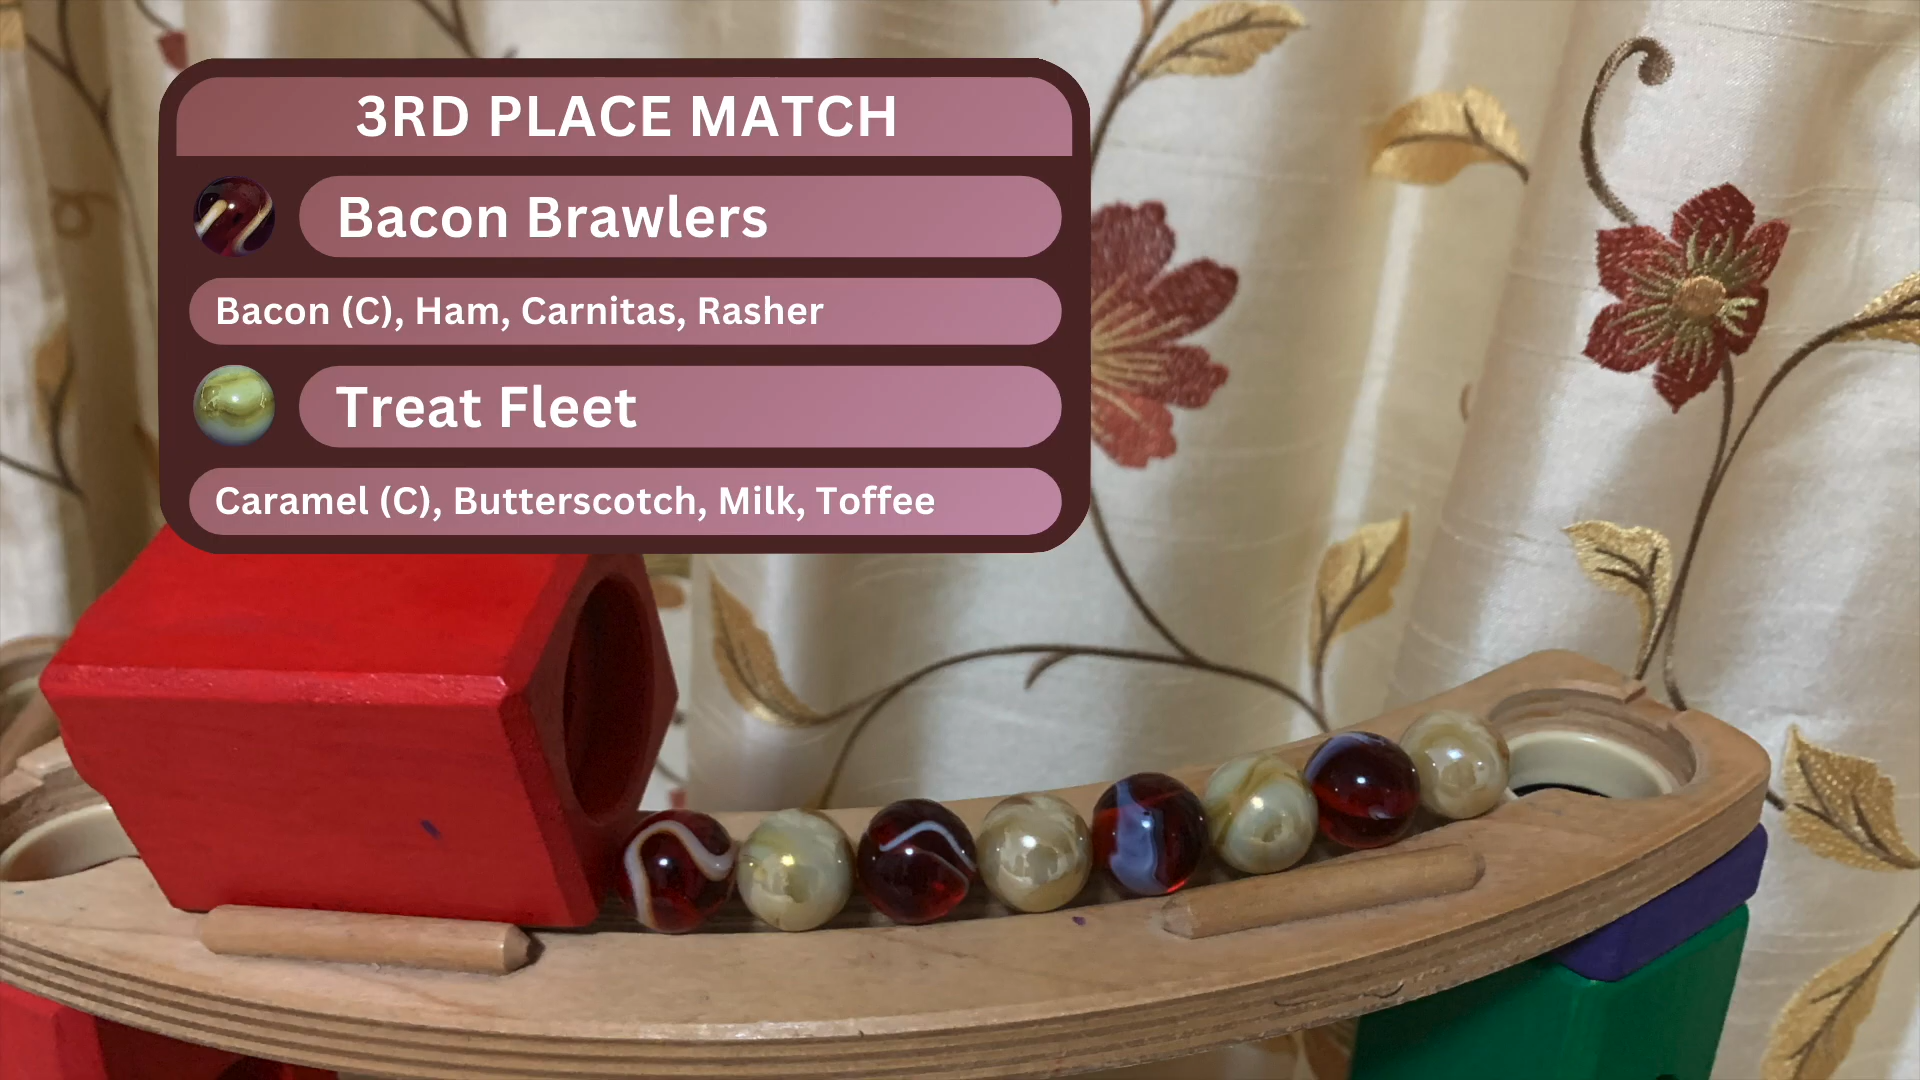 3RD PLACE MATCH
Bacon Brawlers
Bacon (C), Ham, Carnitas, Rasher
Treat Fleet
Caramel (C), Butterscotch, Milk, Toffee